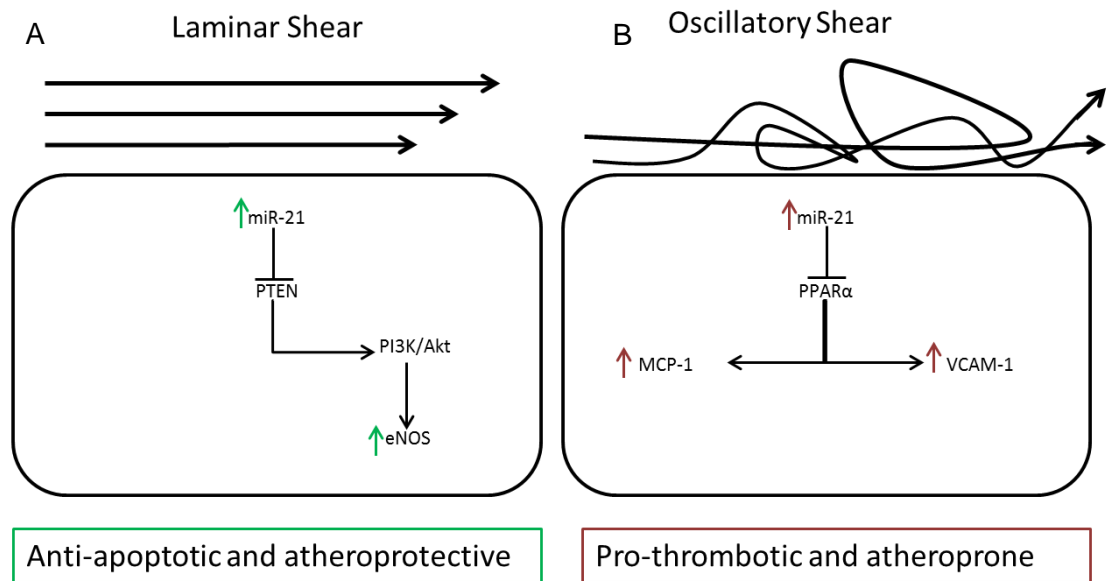 A
Laminar Shear
miR-21
PTEN
PI3K/Akt
eNOS
Anti-apoptotic and atheroprotective
B
Oscillatory Shear
miR-21
PPARα
MCP-1
VCAM-1
Pro-thrombotic and atheroprone